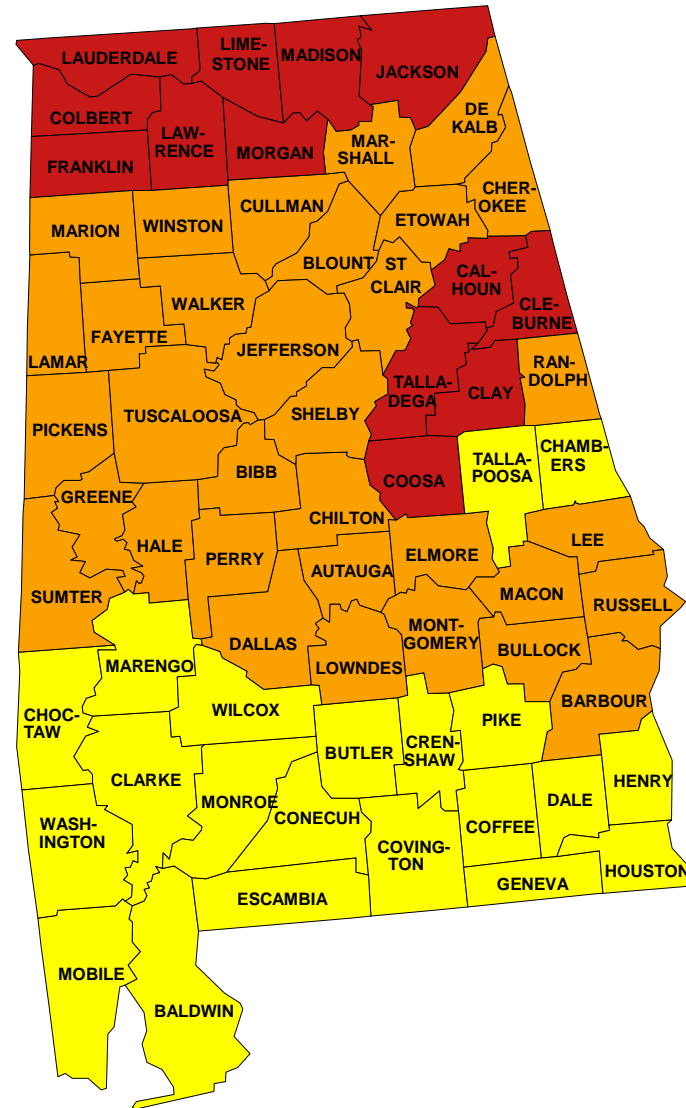 LAUDERDALE
LIME-
STONE
MADISON
JACKSON
COLBERT
LAW-
RENCE
FRANKLIN
MORGAN
MAR-
SHALL
DE
KALB
CHER-
OKEE
MARION
WINSTON
CULLMAN
ETOWAH
BLOUNT
ST
CLAIR
CAL-
HOUN
CLE-
BURNE
WALKER
FAYETTE
LAMAR
JEFFERSON
RAN-
DOLPH
TALLA-
DEGA
CLAY
PICKENS
TUSCALOOSA
SHELBY
BIBB
COOSA
TALLA-
POOSA
CHAMB-
ERS
GREENE
HALE
PERRY
CHILTON
LEE
SUMTER
AUTAUGA
ELMORE
MACON
RUSSELL
DALLAS
LOWNDES
MONT-
GOMERY
BULLOCK
MARENGO
BARBOUR
CHOC-
TAW
WILCOX
BUTLER
CREN-
SHAW
PIKE
CLARKE
MONROE
CONECUH
HENRY
DALE
WASH-
INGTON
COVING-
TON
COFFEE
HOUSTON
GENEVA
ESCAMBIA
MOBILE
BALDWIN